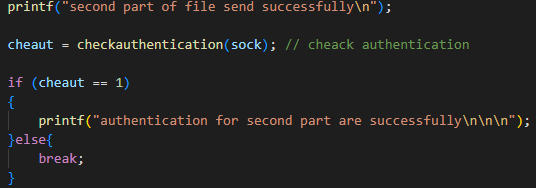 printf("second part of file send successfully\n");
cheaut = checkauthentication(sock); // cheack authentication
if (cheaut == 1)
{
printf("authentication for second part are successfully\n\n\n");
}else{
break;
}